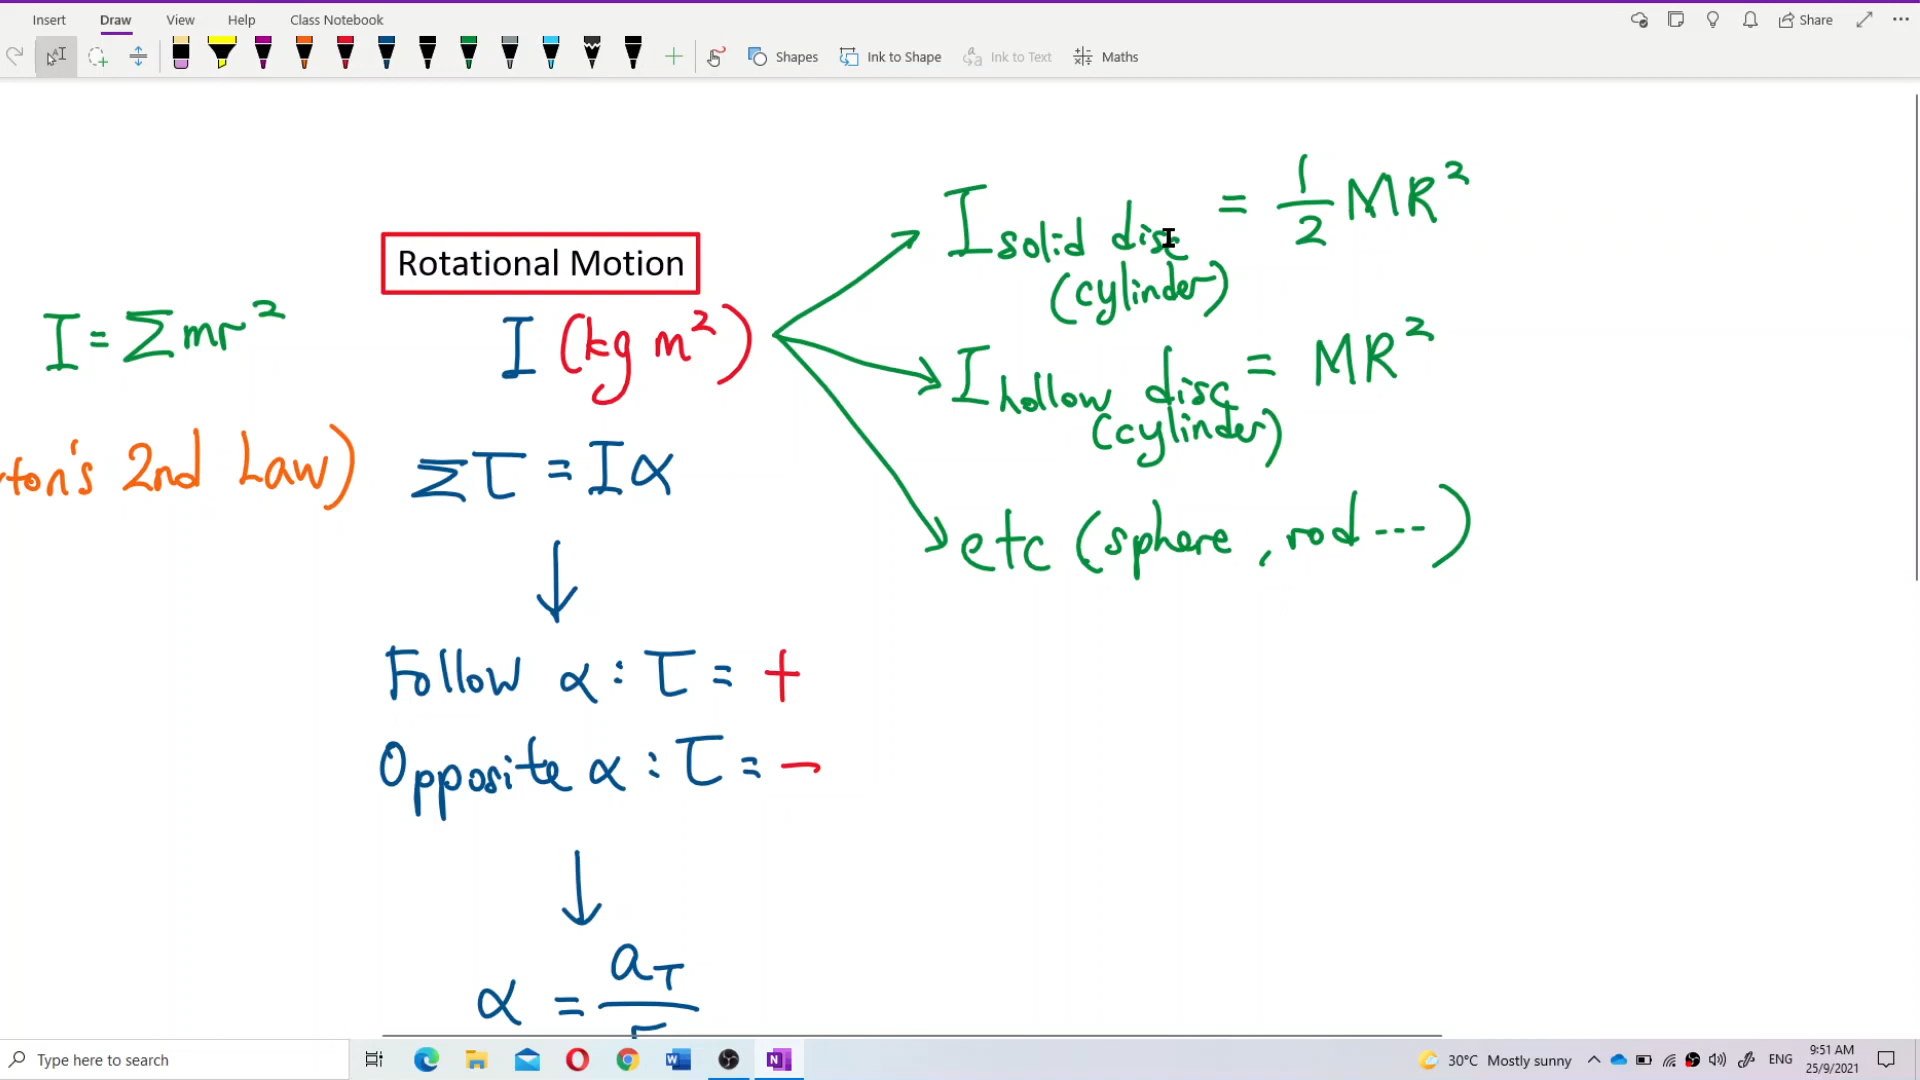 Insert Draw View Help Class Notebook
Share
Shapes Ink to Shape Ink to Text Maths
Rotational Motion
I = Σmr²
I (kg m²)
I solid disc = 1/2 MR²
(cylinder)
I hollow disc = MR²
(cylinder)
etc (sphere, rod ---)
ton's 2nd Law)
Στ = Iα
↓
Follow α : τ = +
Opposite α : τ = −
↓
α = a_T / r
Type here to search
30°C Mostly sunny
ENG
9:51 AM
25/9/2021